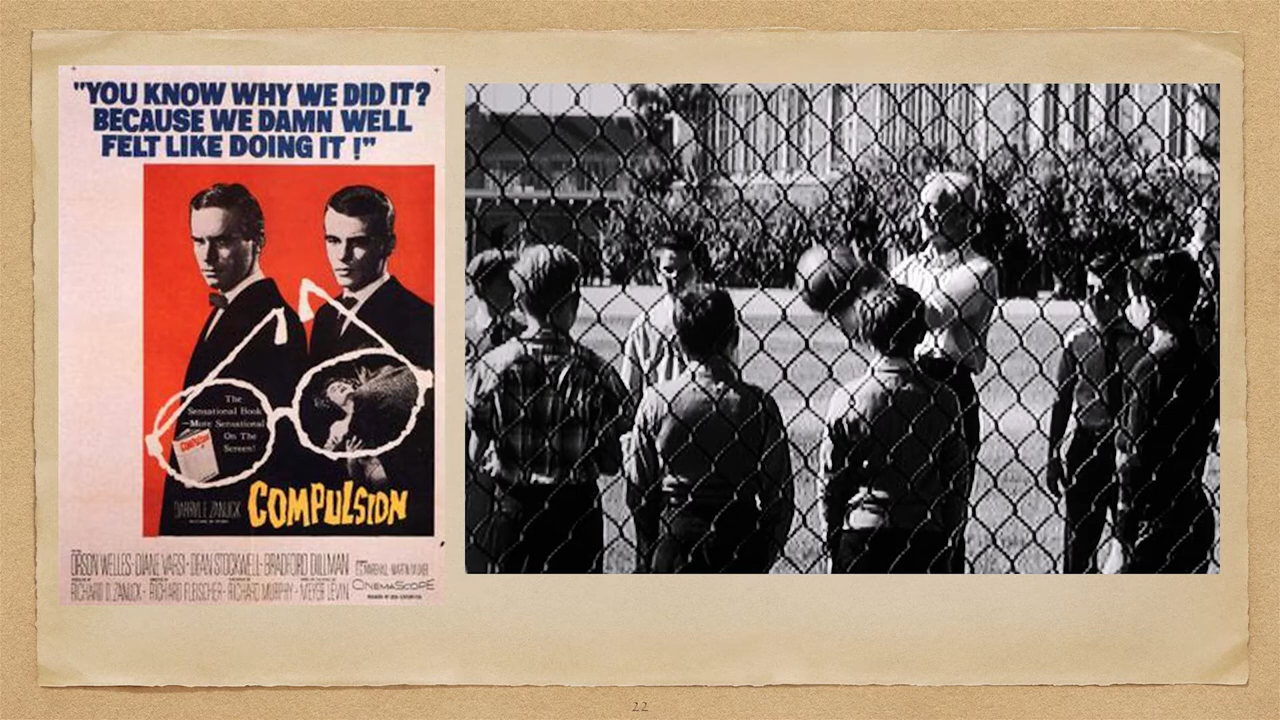 "YOU KNOW WHY WE DID IT?
BECAUSE WE DAMN WELL
FELT LIKE DOING IT !"
The
Sensational Book
—More Sensational
On The
Screen!
COMPULSION
DARRYL F. ZANUCK
COMPULSION
ORSON WELLES · DIANE VARSI · DEAN STOCKWELL · BRADFORD DILLMAN
RICHARD D. ZANUCK · RICHARD FLEISCHER · RICHARD MURPHY · MEYER LEVIN
CINEMASCOPE
22